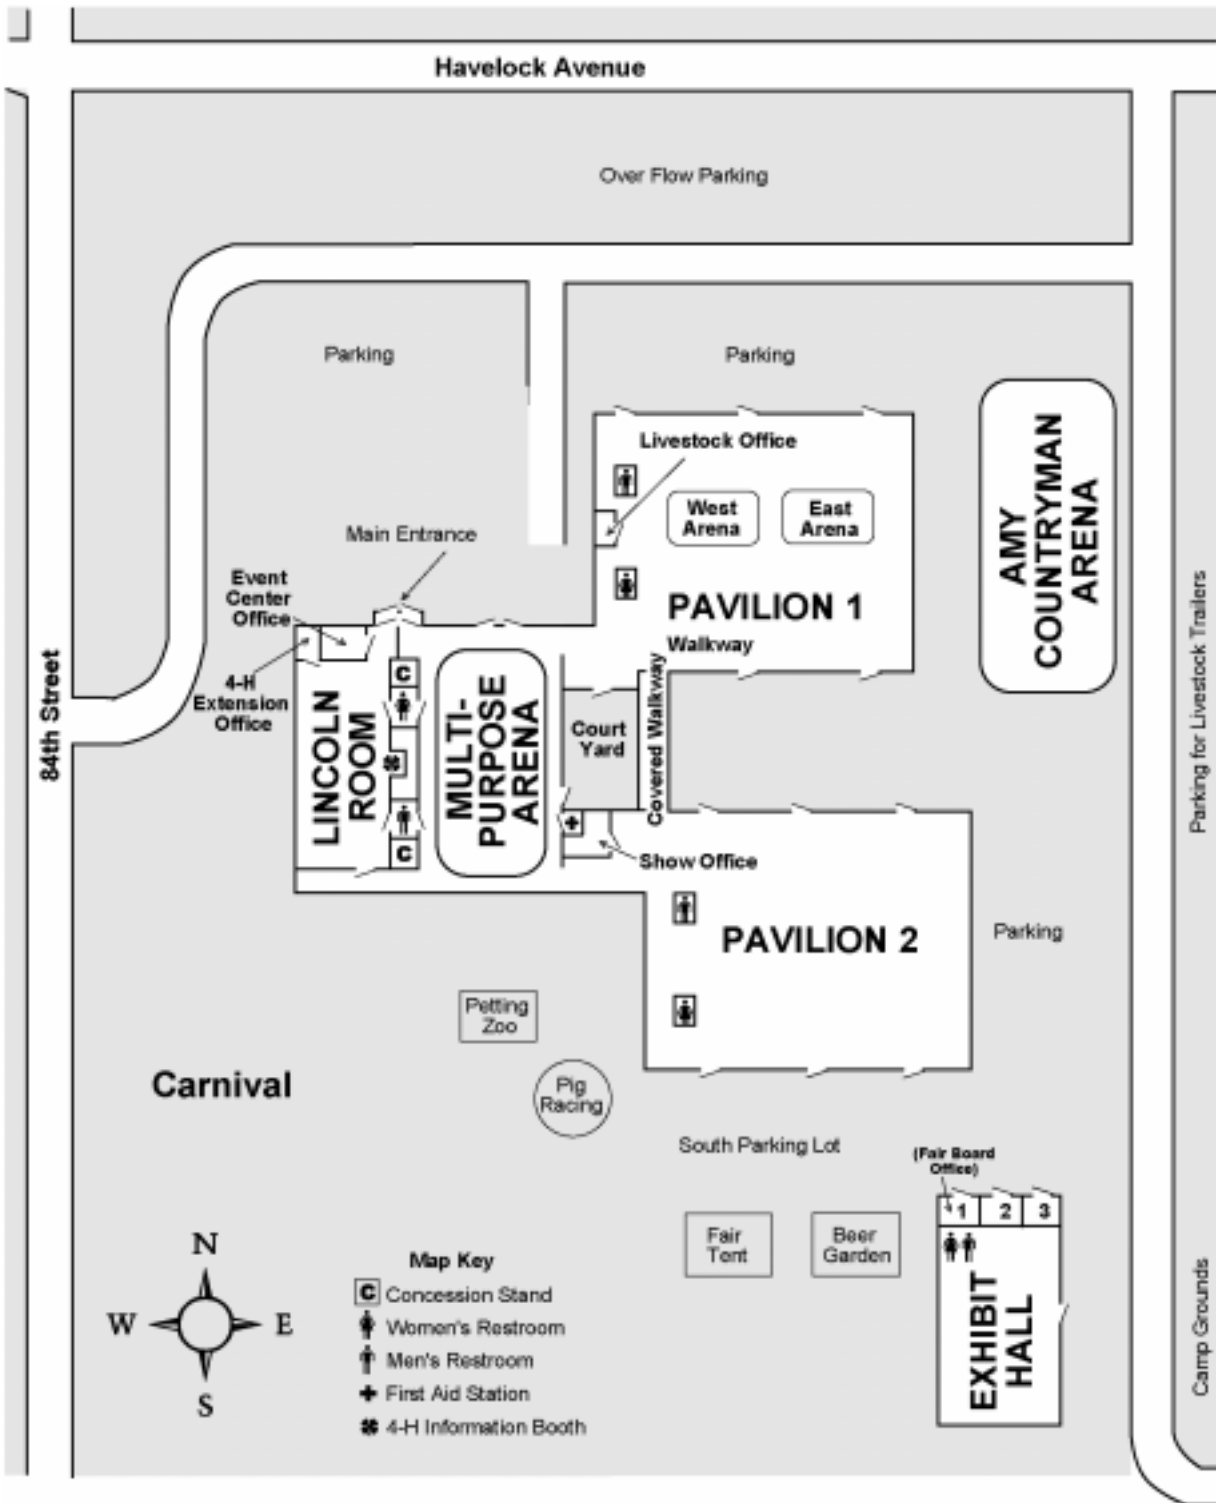 Havelock Avenue
Over Flow Parking
Parking
Parking
Livestock Office
West
Arena
East
Arena
AMY
COUNTRYMAN
ARENA
Main Entrance
Event
Center
Office
PAVILION 1
Walkway
4-H
Extension
Office
84th Street
LINCOLN
ROOM
C
C
MULTI-
PURPOSE
ARENA
Court
Yard
Covered Walkway
Show Office
Parking for Livestock Trailers
PAVILION 2
Parking
Petting
Zoo
Pig
Racing
Carnival
South Parking Lot
(Fair Board
Office)
1
2
3
Fair
Tent
Beer
Garden
EXHIBIT
HALL
Camp Grounds
N
W
E
S
Map Key
C Concession Stand
Women's Restroom
Men's Restroom
First Aid Station
4-H Information Booth